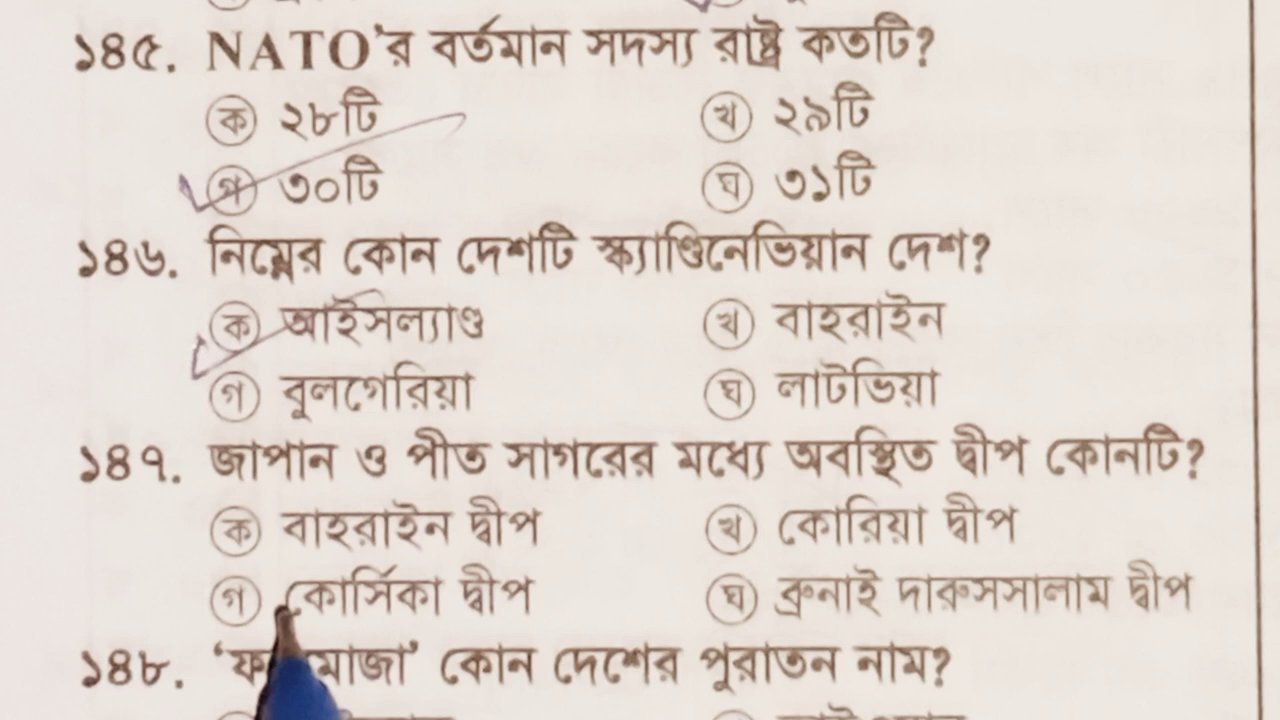 ১৪৫. NATO'র বর্তমান সদস্য রাষ্ট্র কতটি?
ক ২৮টি খ ২৯টি
গ ৩০টি ঘ ৩১টি
১৪৬. নিম্নের কোন দেশটি স্ক্যাণ্ডিনেভিয়ান দেশ?
ক আইসল্যাণ্ড খ বাহরাইন
গ বুলগেরিয়া ঘ লাটভিয়া
১৪৭. জাপান ও পীত সাগরের মধ্যে অবস্থিত দ্বীপ কোনটি?
ক বাহরাইন দ্বীপ খ কোরিয়া দ্বীপ
গ কোর্সিকা দ্বীপ ঘ ব্রুনাই দারুসসালাম দ্বীপ
১৪৮. কোন দেশের পুরাতন নাম?